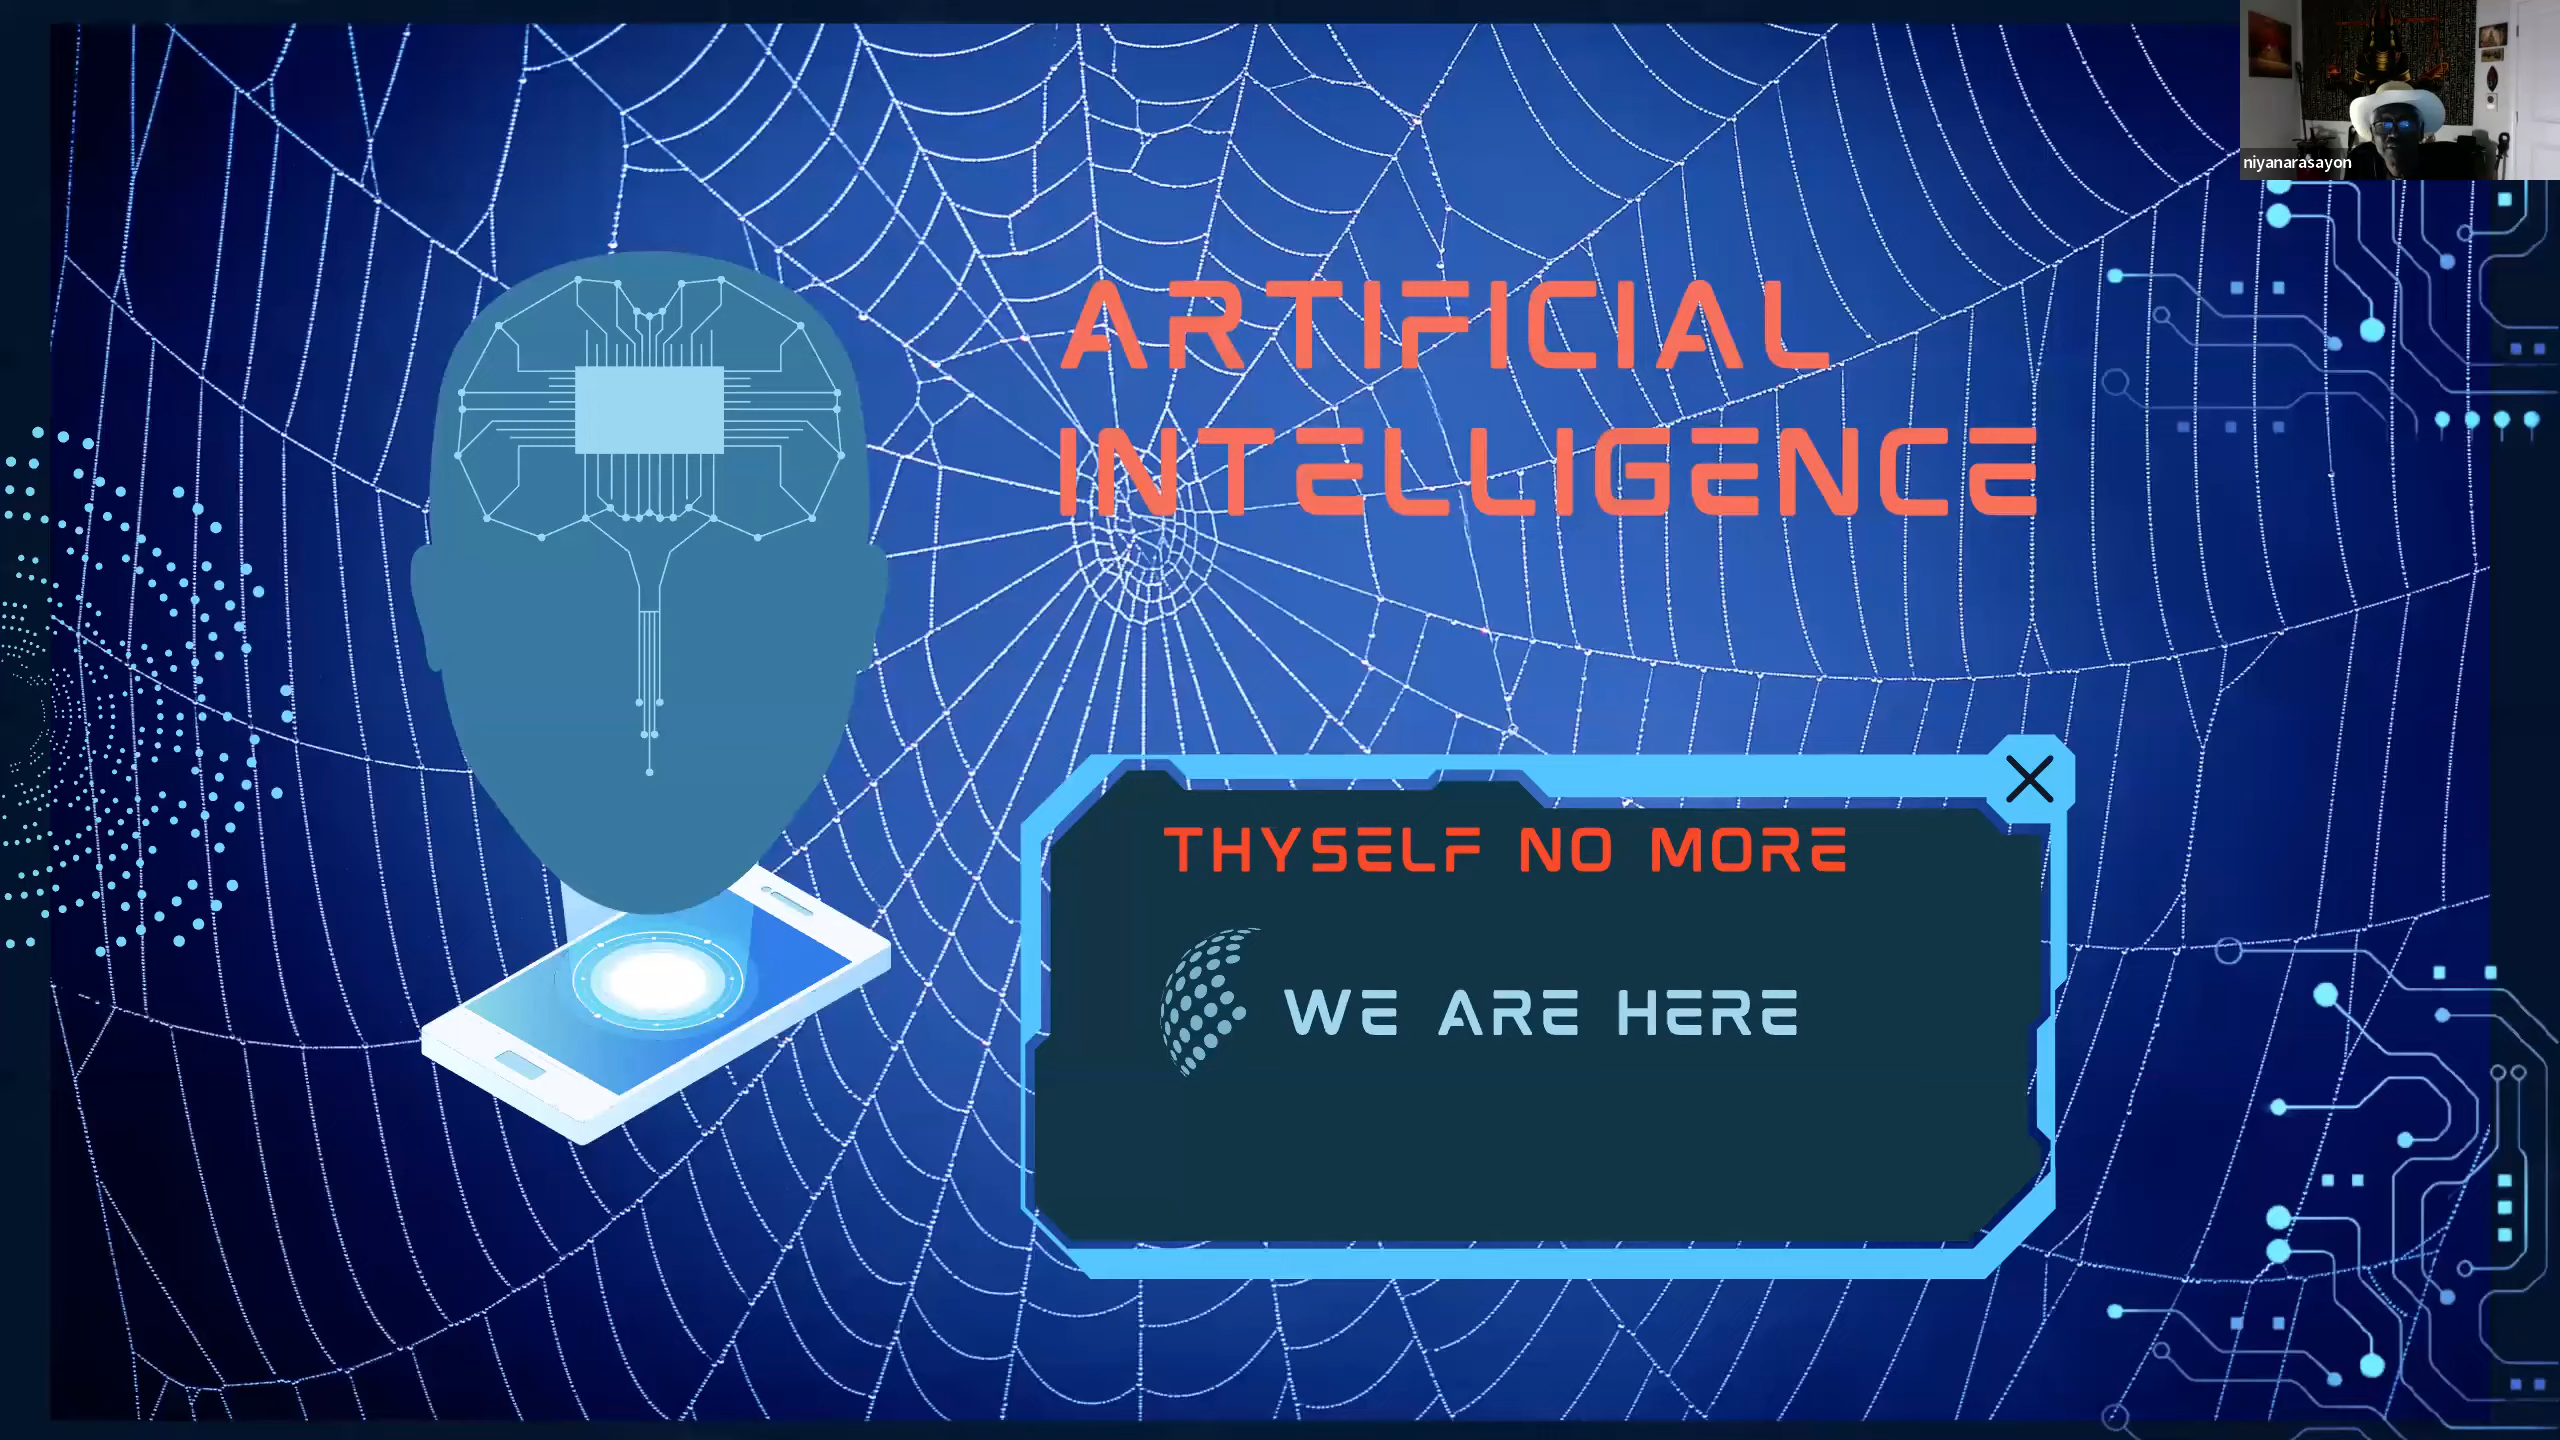 niyanarasayon
ARTIFICIAL
INTELLIGENCE
THYSELF NO MORE
WE ARE HERE